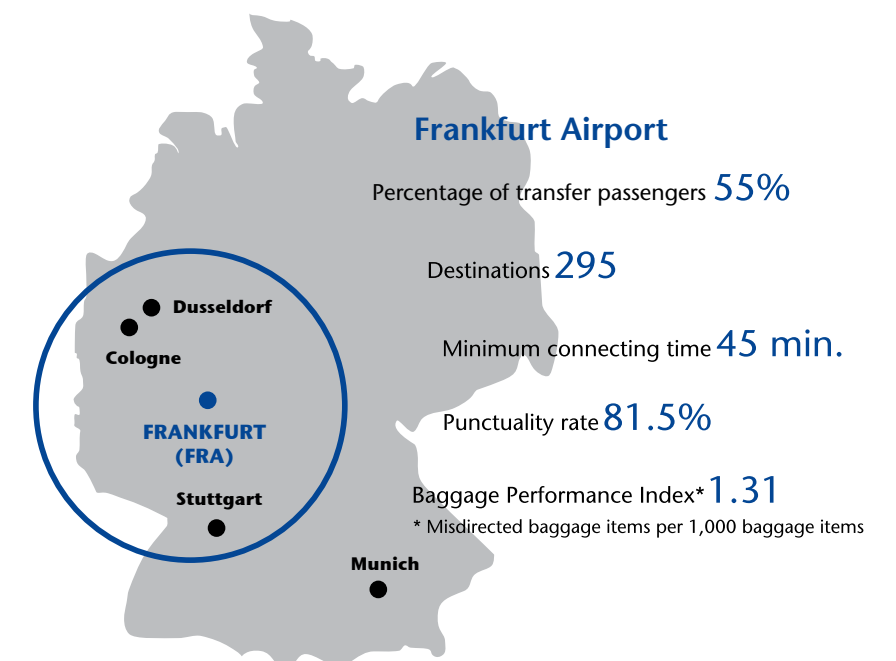 Frankfurt Airport
Percentage of transfer passengers 55%
Destinations 295
Dusseldorf
Cologne
Minimum connecting time 45 min.
Punctuality rate 81.5%
FRANKFURT
(FRA)
Baggage Performance Index* 1.31
* Misdirected baggage items per 1,000 baggage items
Stuttgart
Munich